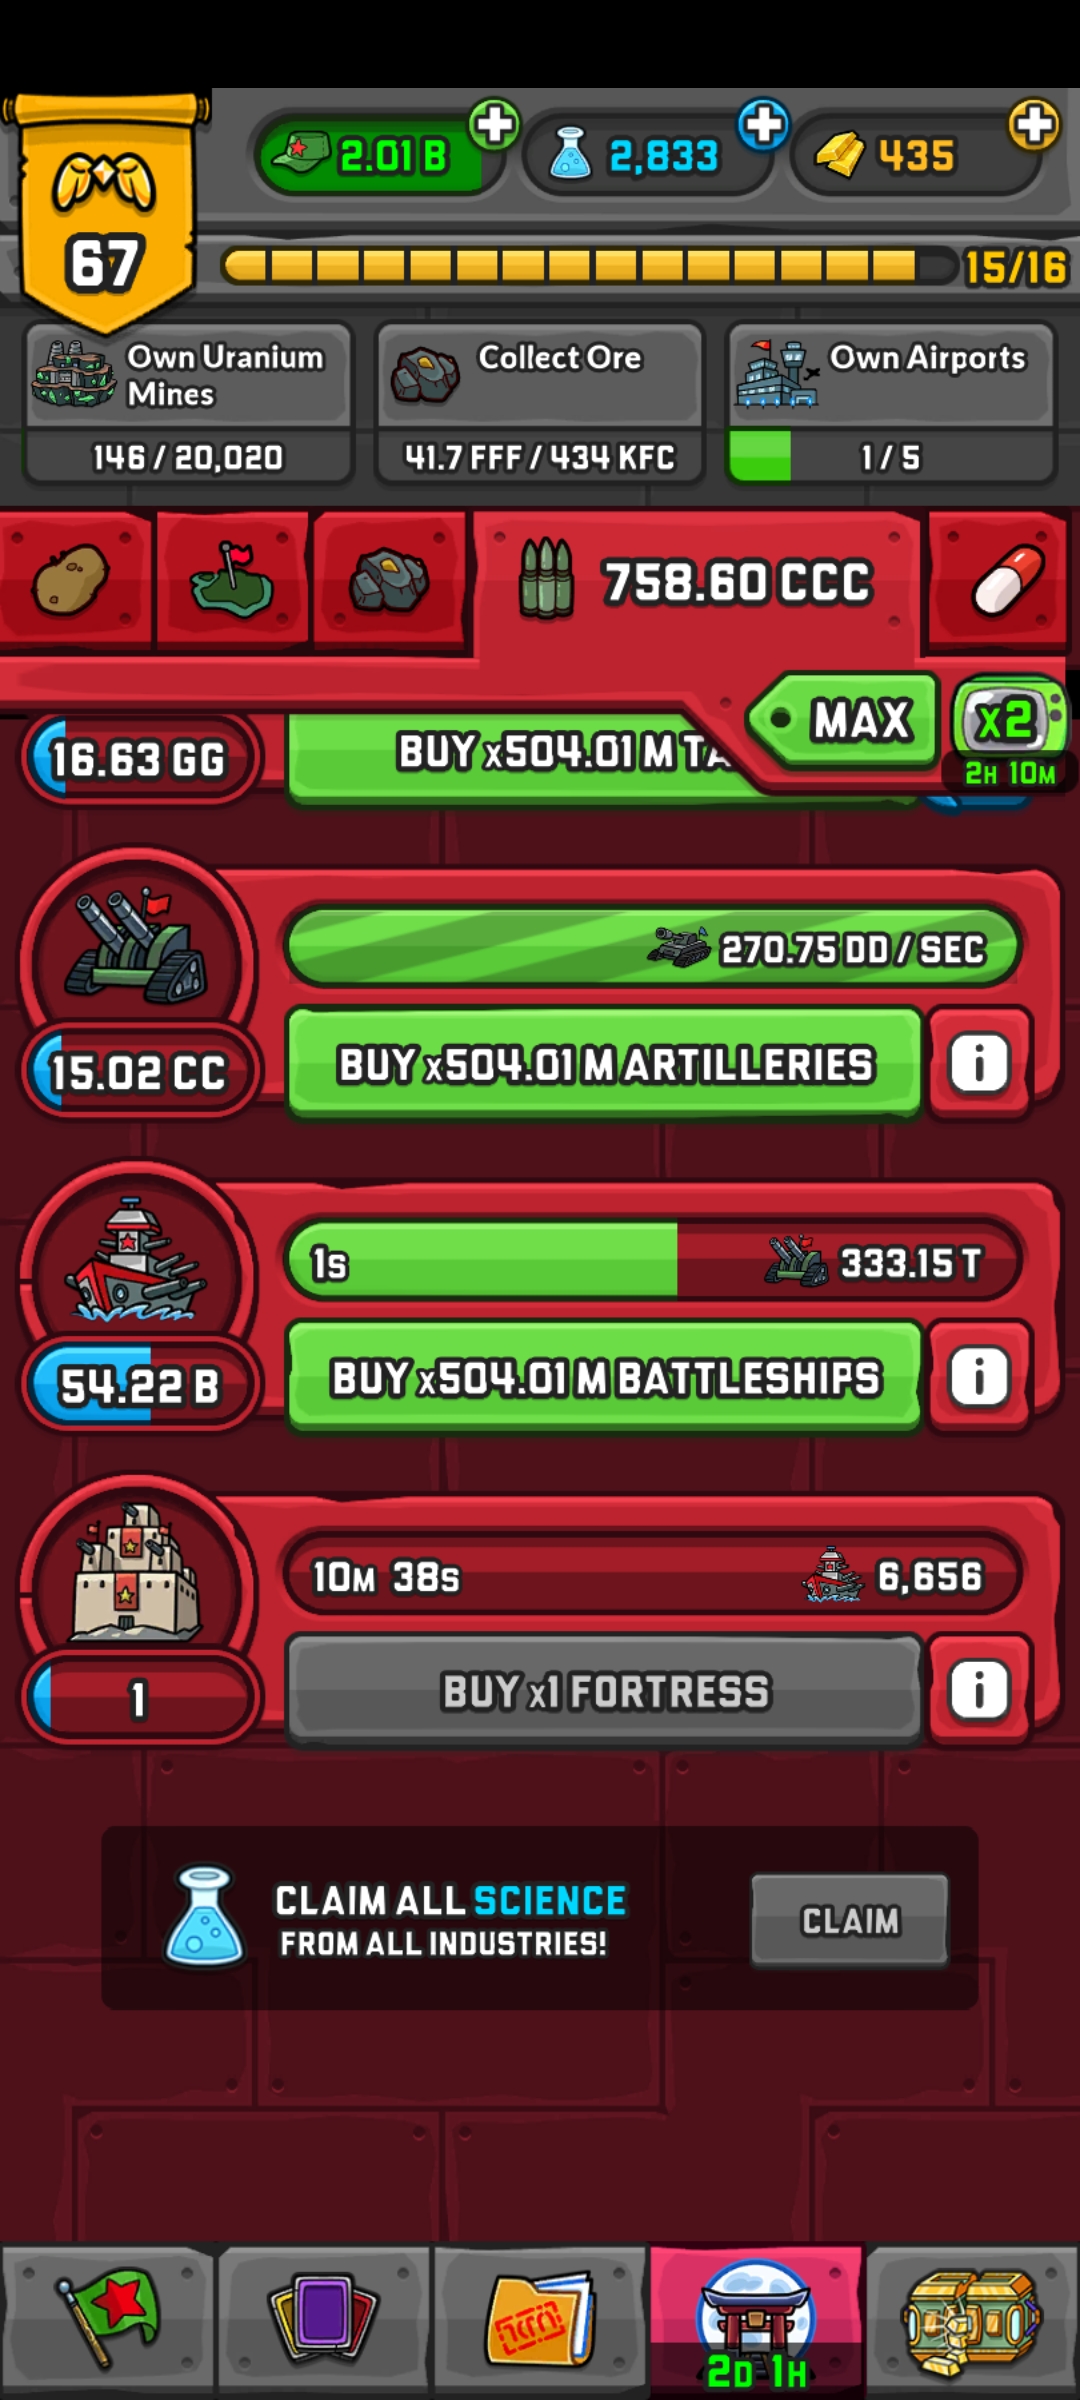 2.01 B
2,833
435
67
15/16
Own Uranium
Mines
146 / 20,020
Collect Ore
41.7 FFF / 434 KFC
Own Airports
1 / 5
758.60 CCC
MAX
x2
2H 10M
16.63 GG
BUY x504.01 M TA
270.75 DD / SEC
15.02 CC
BUY x504.01 M ARTILLERIES
i
1s
333.15 T
54.22 B
BUY x504.01 M BATTLESHIPS
i
10M 38s
6,656
1
BUY x1 FORTRESS
i
CLAIM ALL SCIENCE
FROM ALL INDUSTRIES!
CLAIM
2D 1H